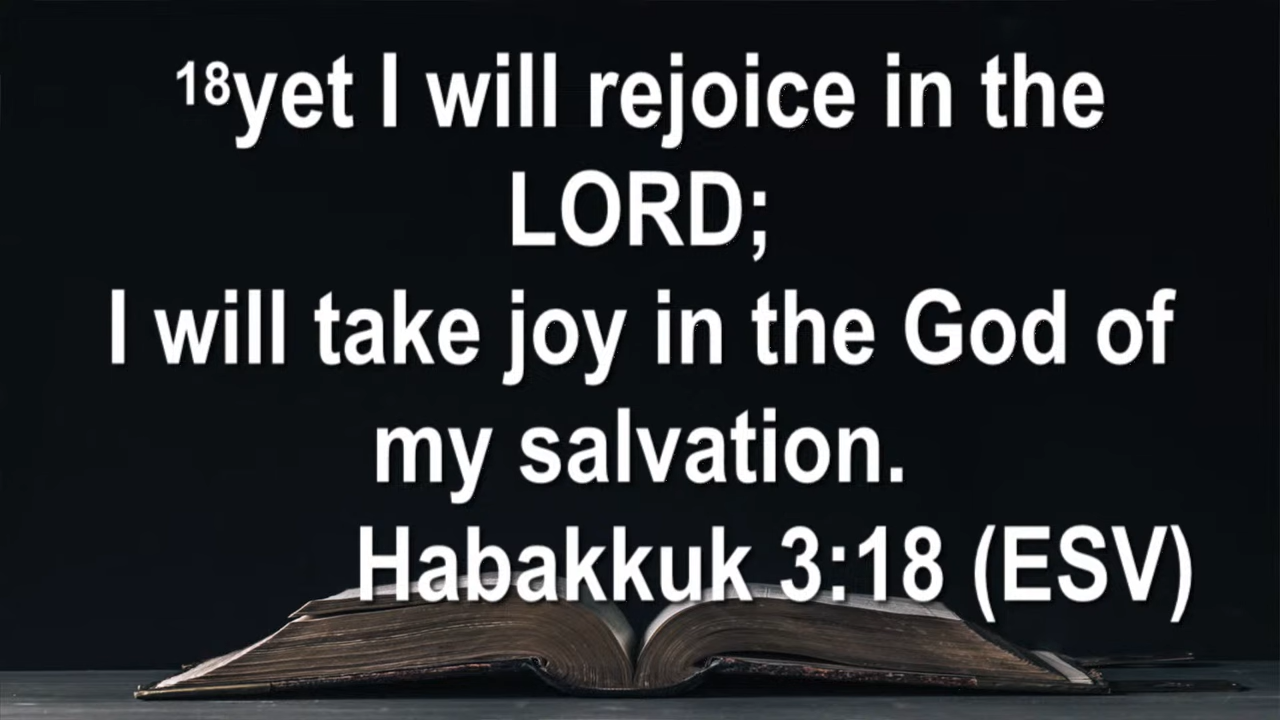 18yet I will rejoice in the
LORD;
I will take joy in the God of
my salvation.
Habakkuk 3:18 (ESV)